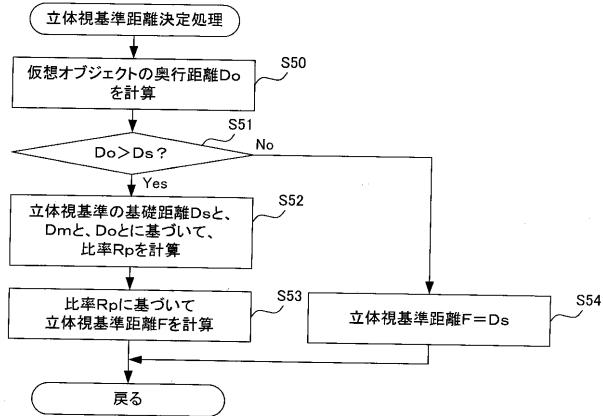 立体視基準距離決定処理
仮想オブジェクトの奥行距離Do
を計算
S50
Do>Ds?
S51
No
Yes
立体視基準の基礎距離Dsと、
Dmと、Doとに基づいて、
比率Rpを計算
S52
比率Rpに基づいて
立体視基準距離Fを計算
S53
立体視基準距離F=Ds
S54
戻る